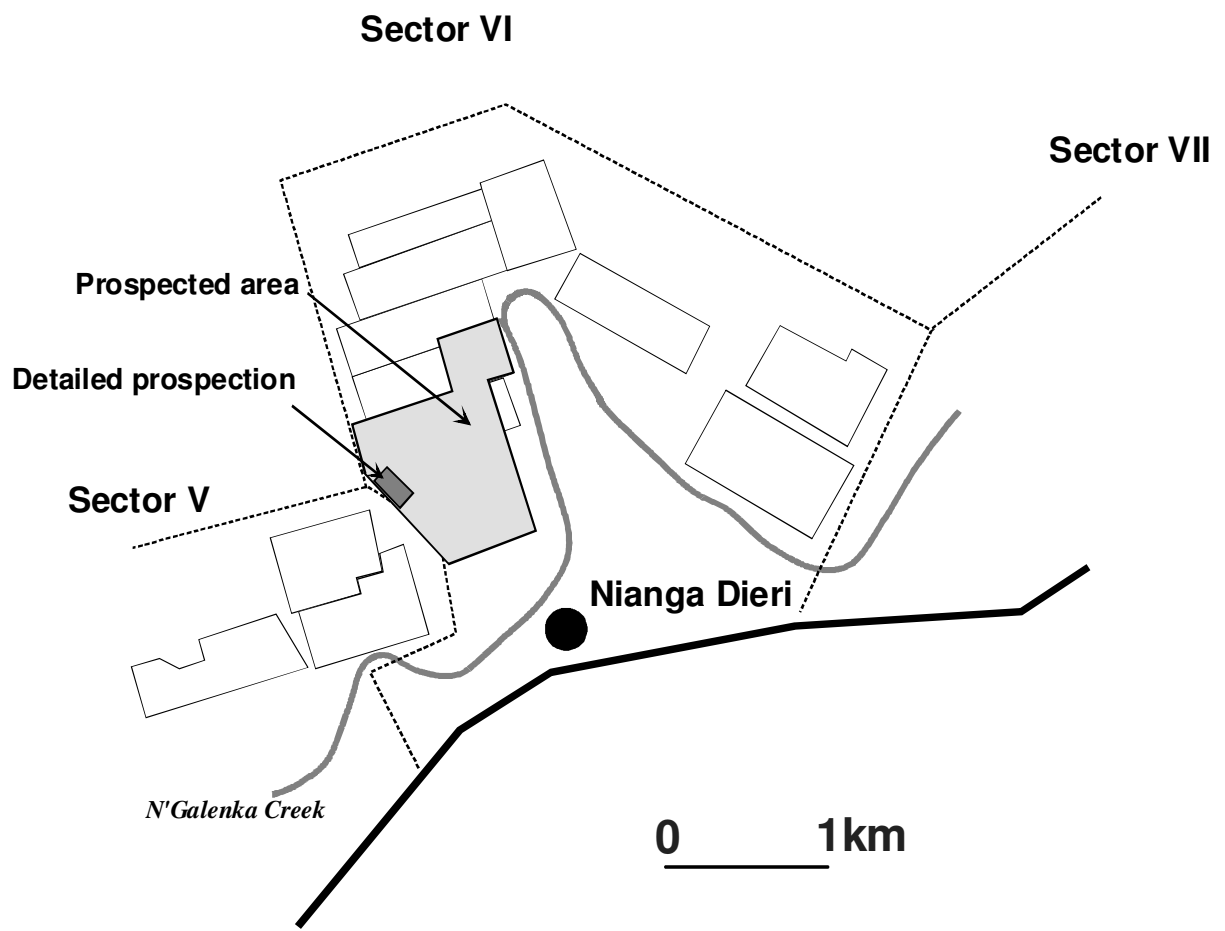 Sector VI
Sector VII
Prospected area
Detailed prospection
Sector V
Nianga Dieri
N'Galenka Creek
0 1km